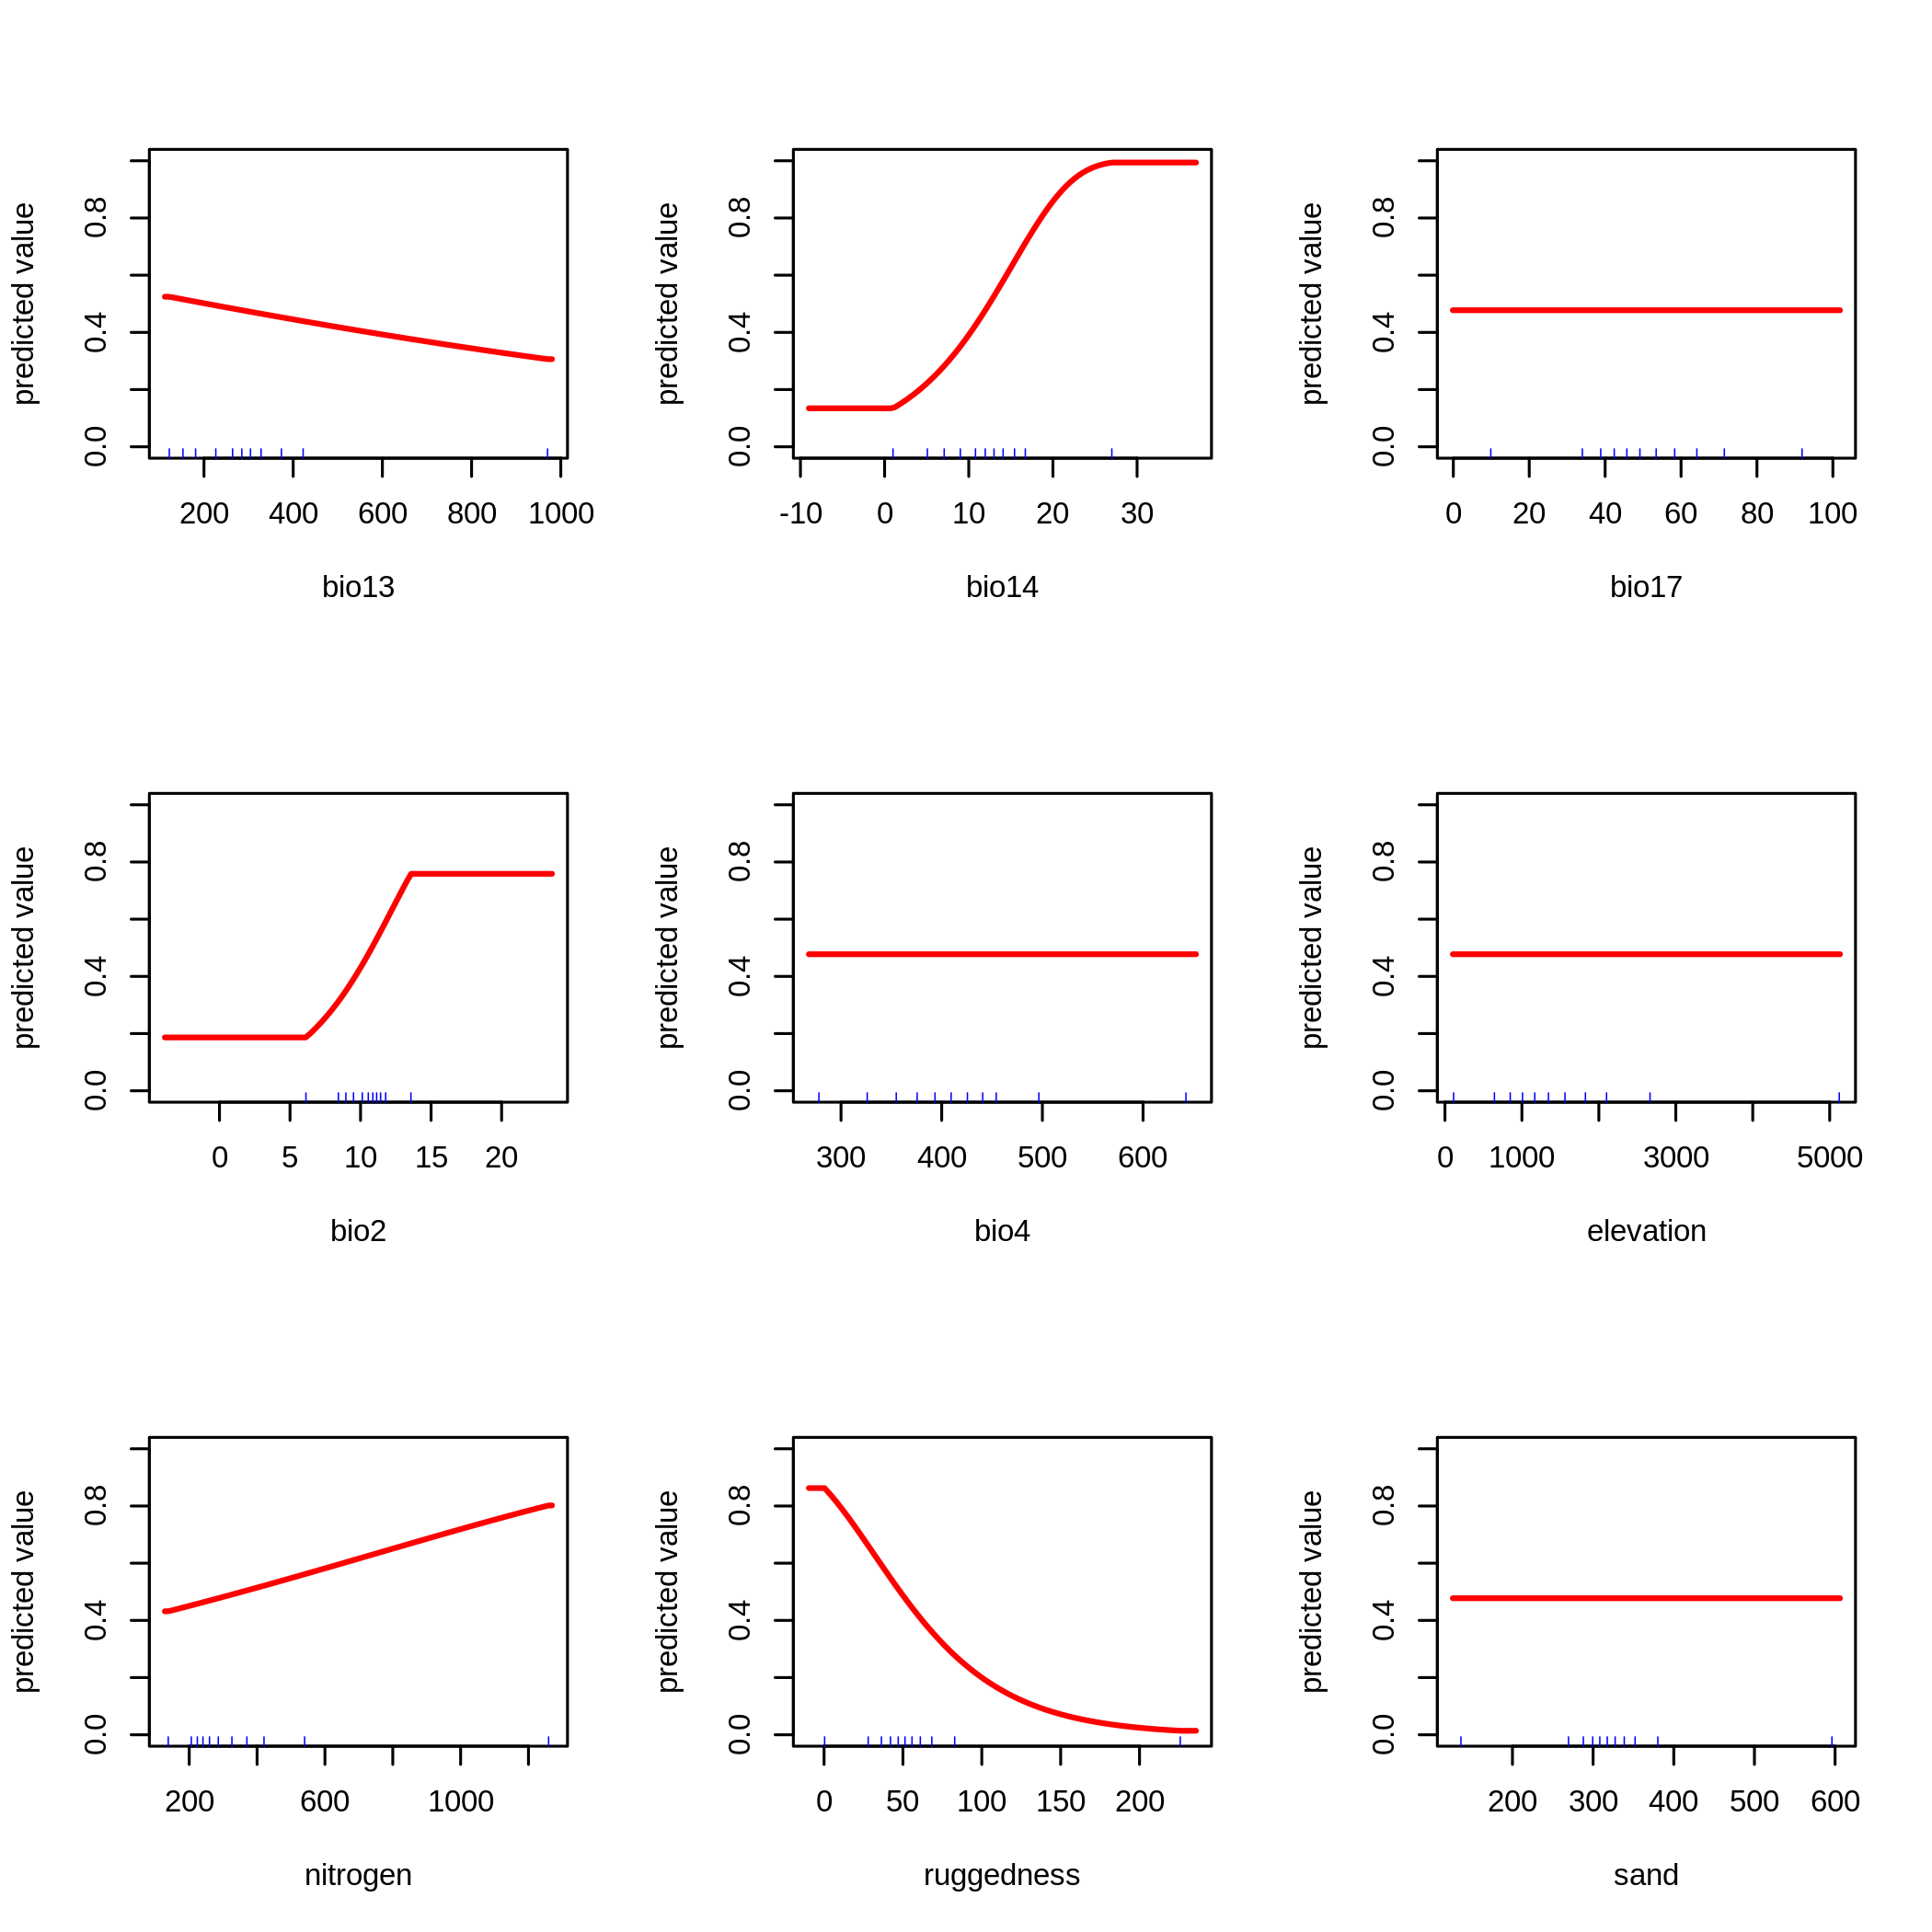 predicted value
0.0 0.4 0.8
200 400 600 800 1000
bio13
predicted value
0.0 0.4 0.8
-10 0 10 20 30
bio14
predicted value
0.0 0.4 0.8
0 20 40 60 80 100
bio17
predicted value
0.0 0.4 0.8
0 5 10 15 20
bio2
predicted value
0.0 0.4 0.8
300 400 500 600
bio4
predicted value
0.0 0.4 0.8
0 1000 3000 5000
elevation
predicted value
0.0 0.4 0.8
200 600 1000
nitrogen
predicted value
0.0 0.4 0.8
0 50 100 150 200
ruggedness
predicted value
0.0 0.4 0.8
200 300 400 500 600
sand